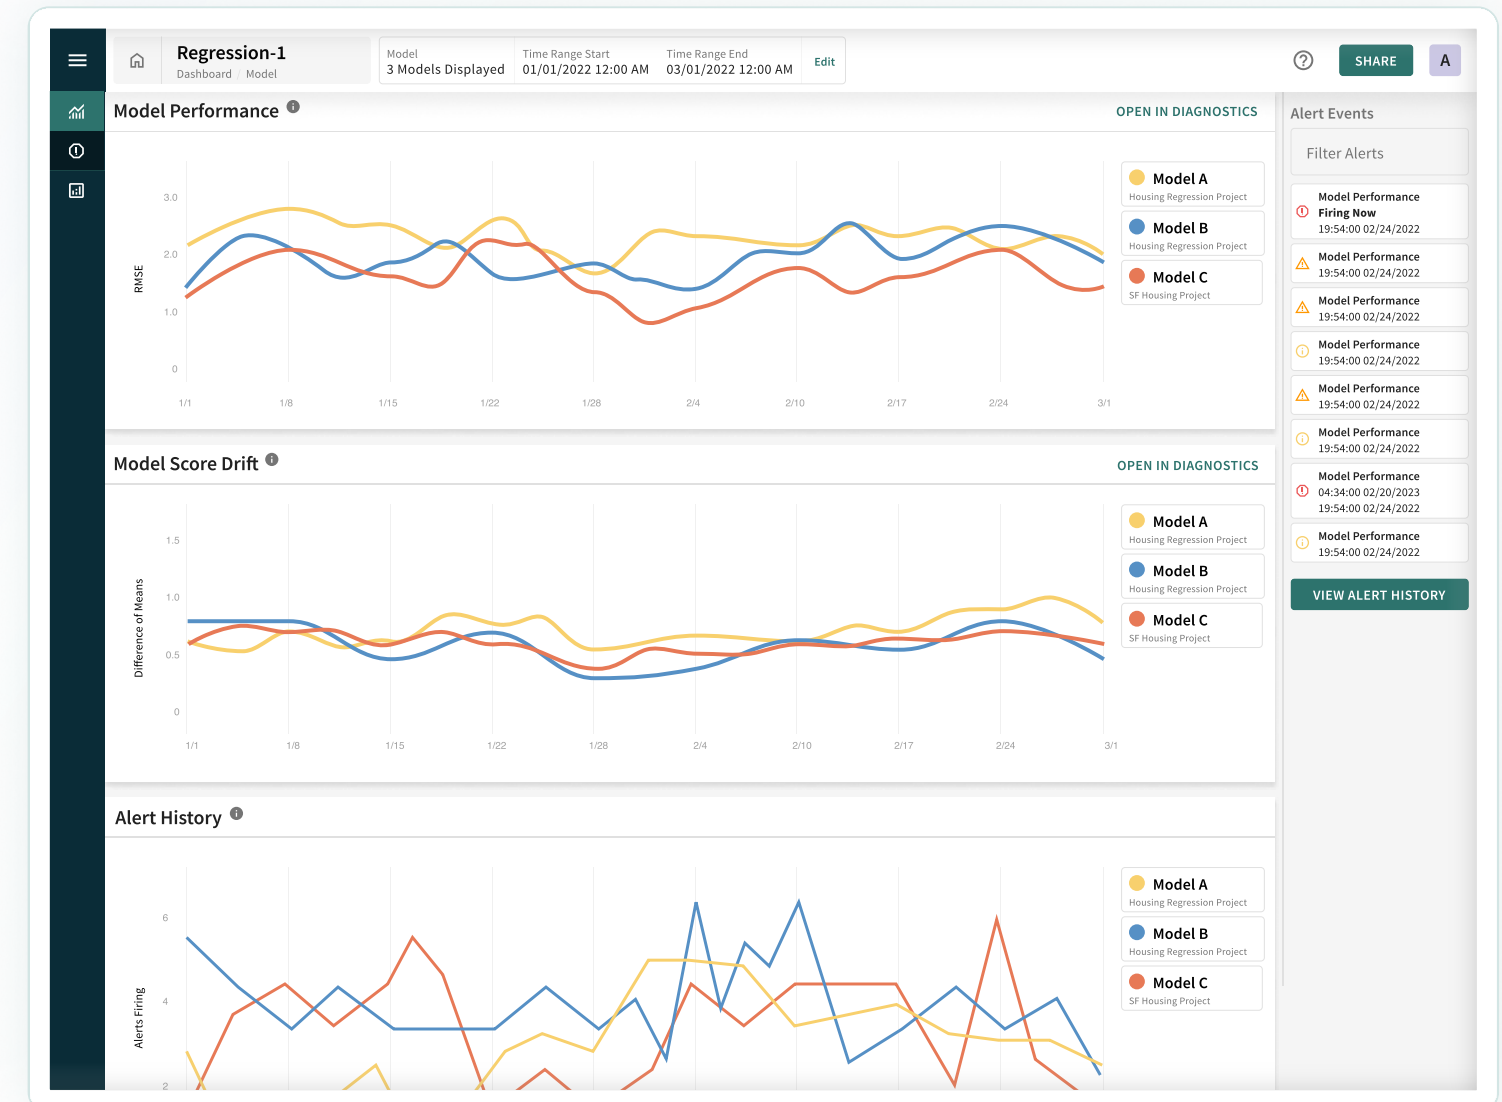 Regression-1
Dashboard / Model
Model
3 Models Displayed
Time Range Start
01/01/2022 12:00 AM
Time Range End
03/01/2022 12:00 AM
Edit
SHARE
A
Model Performance
OPEN IN DIAGNOSTICS
RMSE
3.0
2.0
1.0
0
1/1
1/8
1/15
1/22
1/28
2/4
2/10
2/17
2/24
3/1
Model A
Housing Regression Project
Model B
Housing Regression Project
Model C
SF Housing Project
Model Score Drift
OPEN IN DIAGNOSTICS
Difference of Means
1.5
1.0
0.5
0
1/1
1/8
1/15
1/22
1/28
2/4
2/10
2/17
2/24
3/1
Model A
Housing Regression Project
Model B
Housing Regression Project
Model C
SF Housing Project
Alert History
Alerts Firing
6
4
2
Model A
Housing Regression Project
Model B
Housing Regression Project
Model C
SF Housing Project
Alert Events
Filter Alerts
Model Performance
Firing Now
19:54:00 02/24/2022
Model Performance
19:54:00 02/24/2022
Model Performance
19:54:00 02/24/2022
Model Performance
19:54:00 02/24/2022
Model Performance
19:54:00 02/24/2022
Model Performance
19:54:00 02/24/2022
Model Performance
04:34:00 02/20/2023
19:54:00 02/24/2022
Model Performance
19:54:00 02/24/2022
VIEW ALERT HISTORY